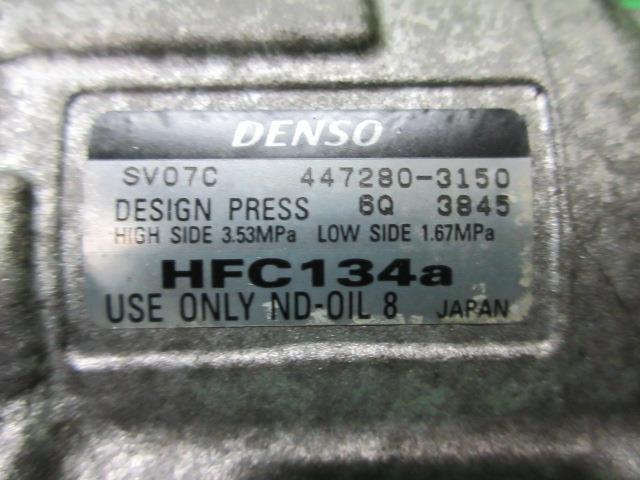 DENSO
SV07C 447280-3150
DESIGN PRESS 6Q 3845
HIGH SIDE 3.53MPa LOW SIDE 1.67MPa
HFC134a
USE ONLY ND-OIL 8 JAPAN